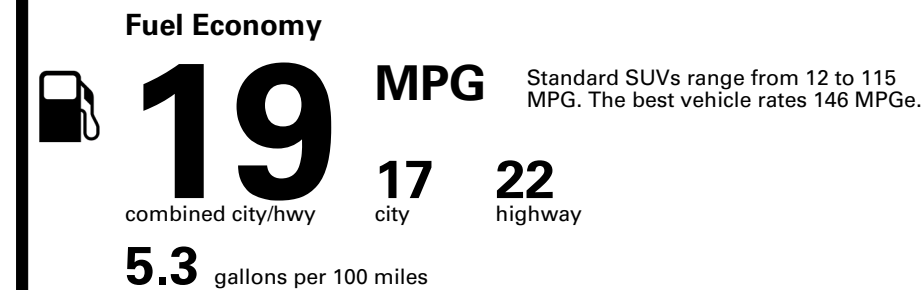 Fuel Economy
19 MPG
Standard SUVs range from 12 to 115
MPG. The best vehicle rates 146 MPGe.
17 22
combined city/hwy city highway
5.3 gallons per 100 miles